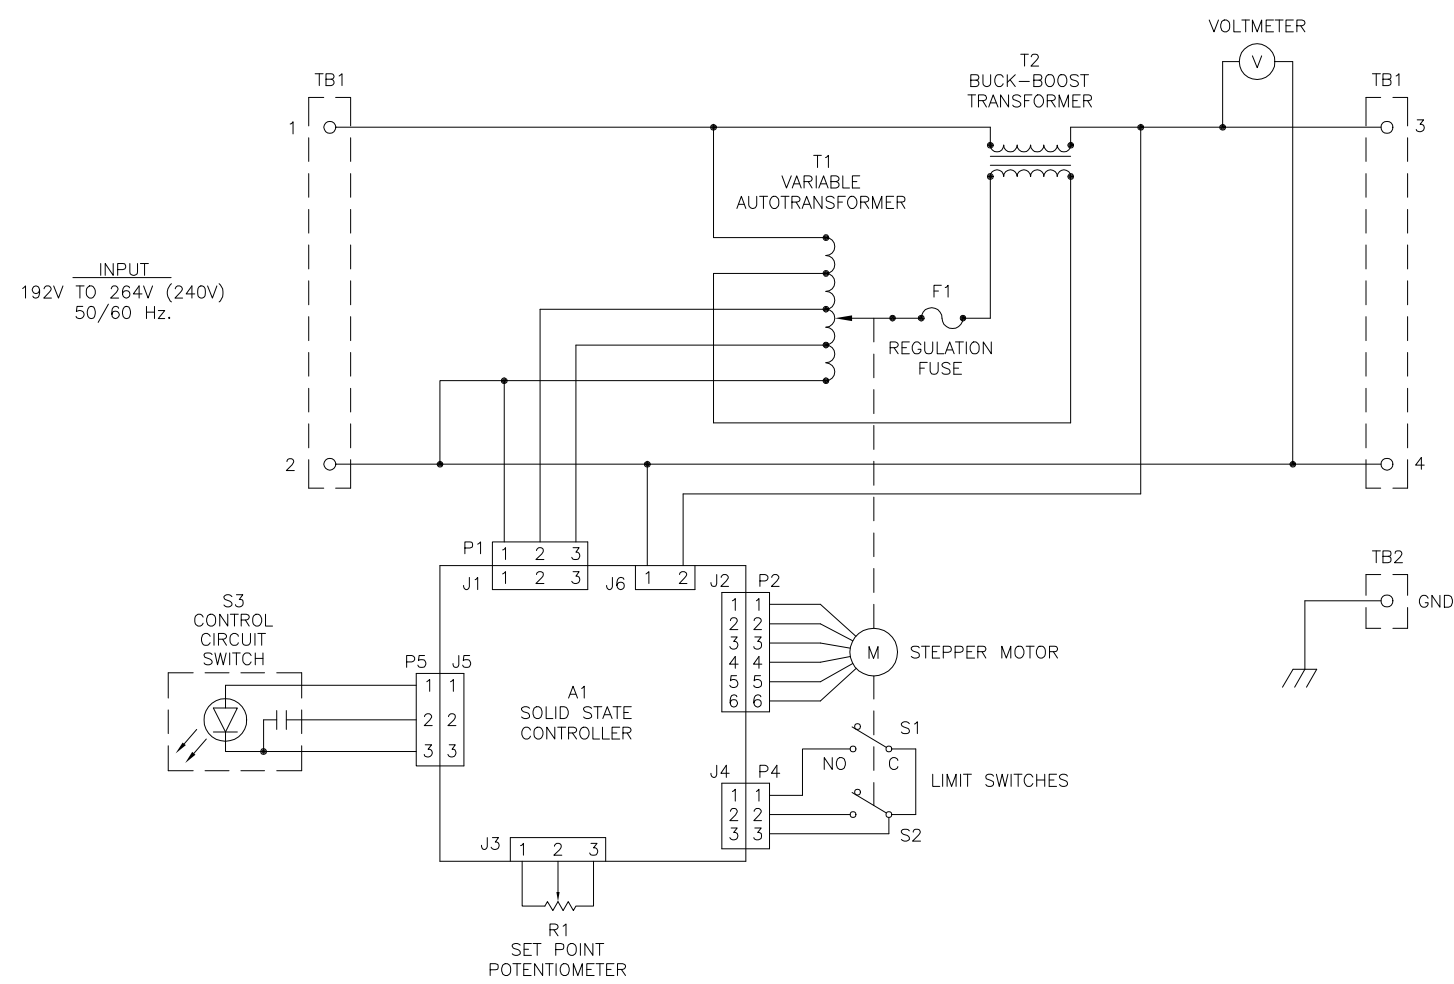 VOLTMETER
V
T2
BUCK-BOOST
TRANSFORMER
TB1
TB1
1
3
T1
VARIABLE
AUTOTRANSFORMER
INPUT
192V TO 264V (240V)
50/60 Hz.
F1
REGULATION
FUSE
2
4
P1
1 2 3
J1
1 2 3
J6
1 2
J2
P2
1 1
2 2
3 3
4 4
5 5
6 6
M
STEPPER MOTOR
TB2
GND
S3
CONTROL
CIRCUIT
SWITCH
P5
J5
1 1
2 2
3 3
A1
SOLID STATE
CONTROLLER
S1
NO
C
LIMIT SWITCHES
S2
J4
P4
1 1
2 2
3 3
J3
1 2 3
R1
SET POINT
POTENTIOMETER